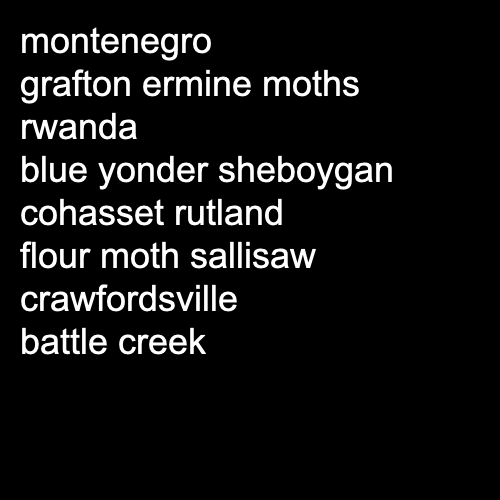 montenegro
grafton ermine moths
rwanda
blue yonder sheboygan
cohasset rutland
flour moth sallisaw
crawfordsville
battle creek